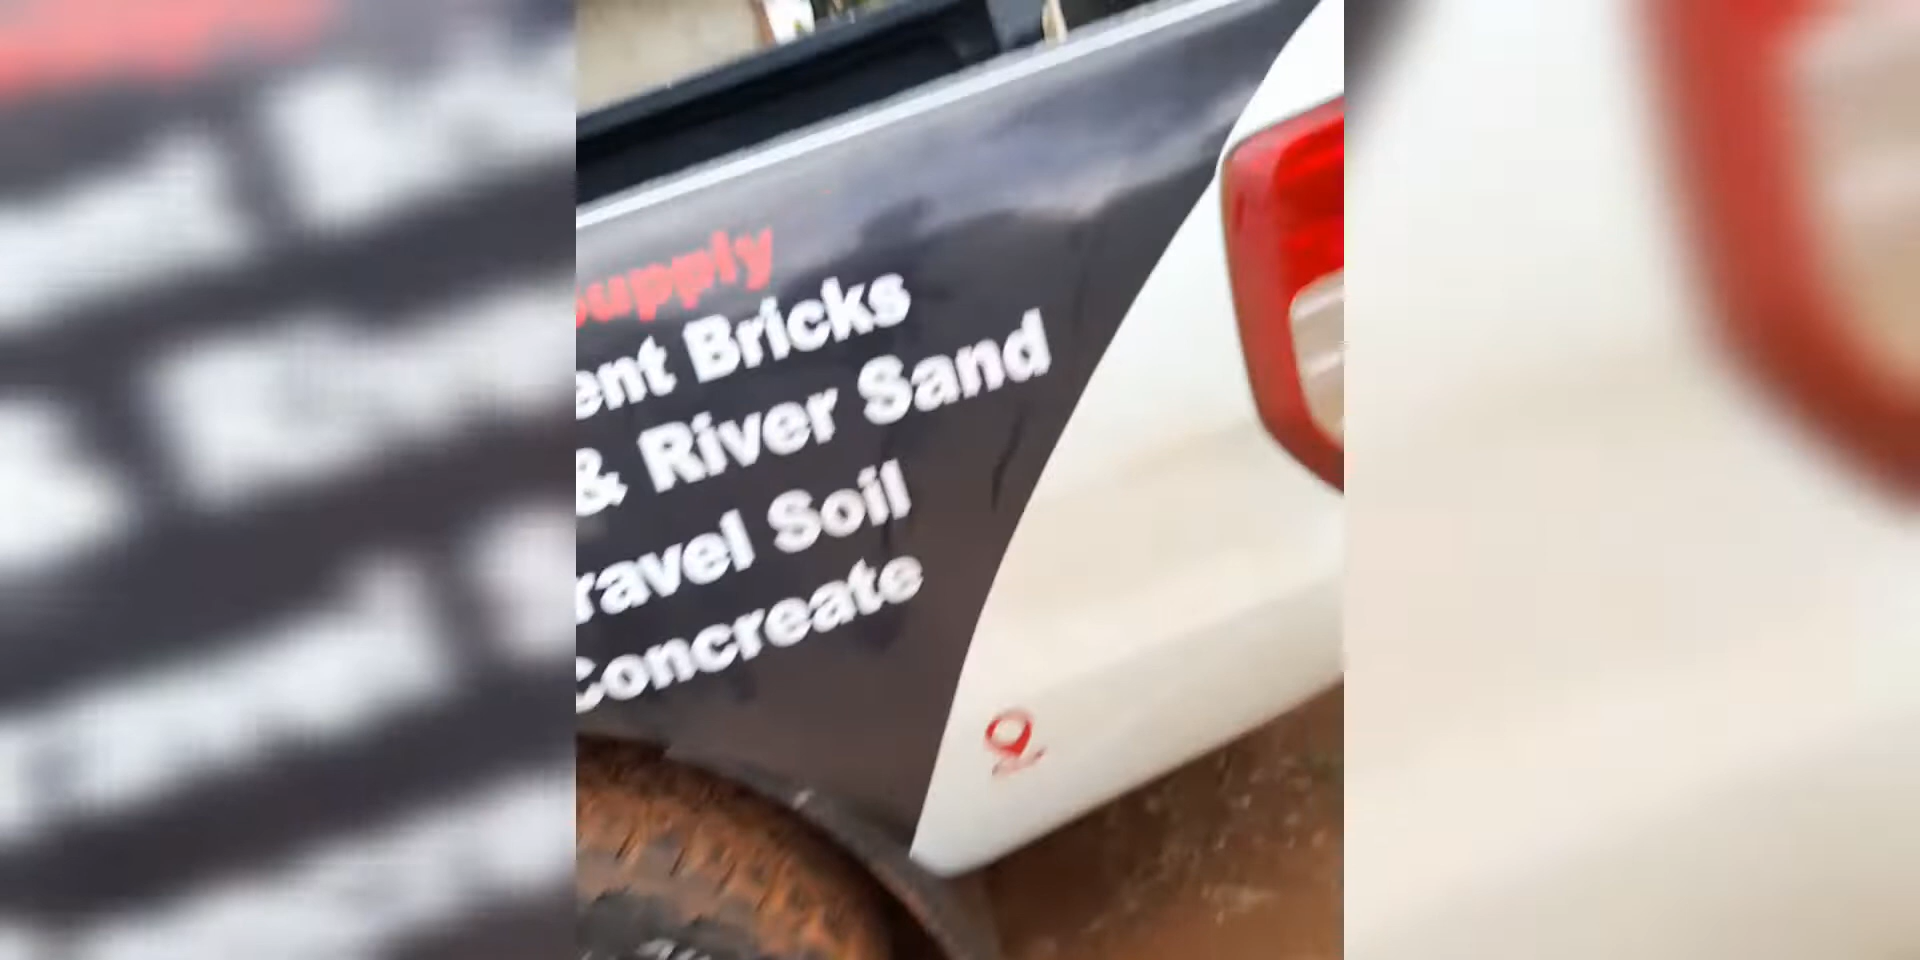 supply
ent Bricks
& River Sand
ravel Soil
Concreate